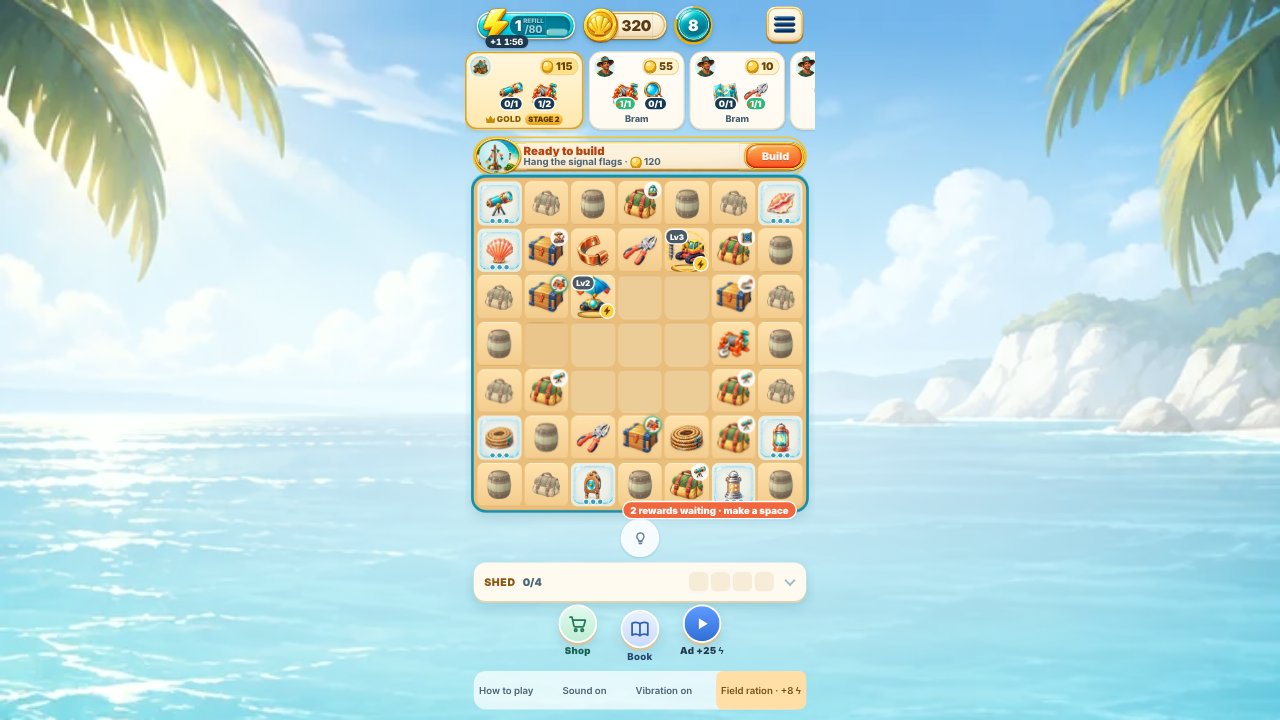 1 REFILL /80
+1 1:56
320
8
115
0/1 1/2
GOLD STAGE 2
55
1/1 0/1
Bram
10
0/1 1/1
Bram
Ready to build
Hang the signal flags · 120
Build
Lv3
Lv2
2 rewards waiting · make a space
SHED 0/4
Shop
Book
Ad +25 ϟ
How to play
Sound on
Vibration on
Field ration · +8 ϟ